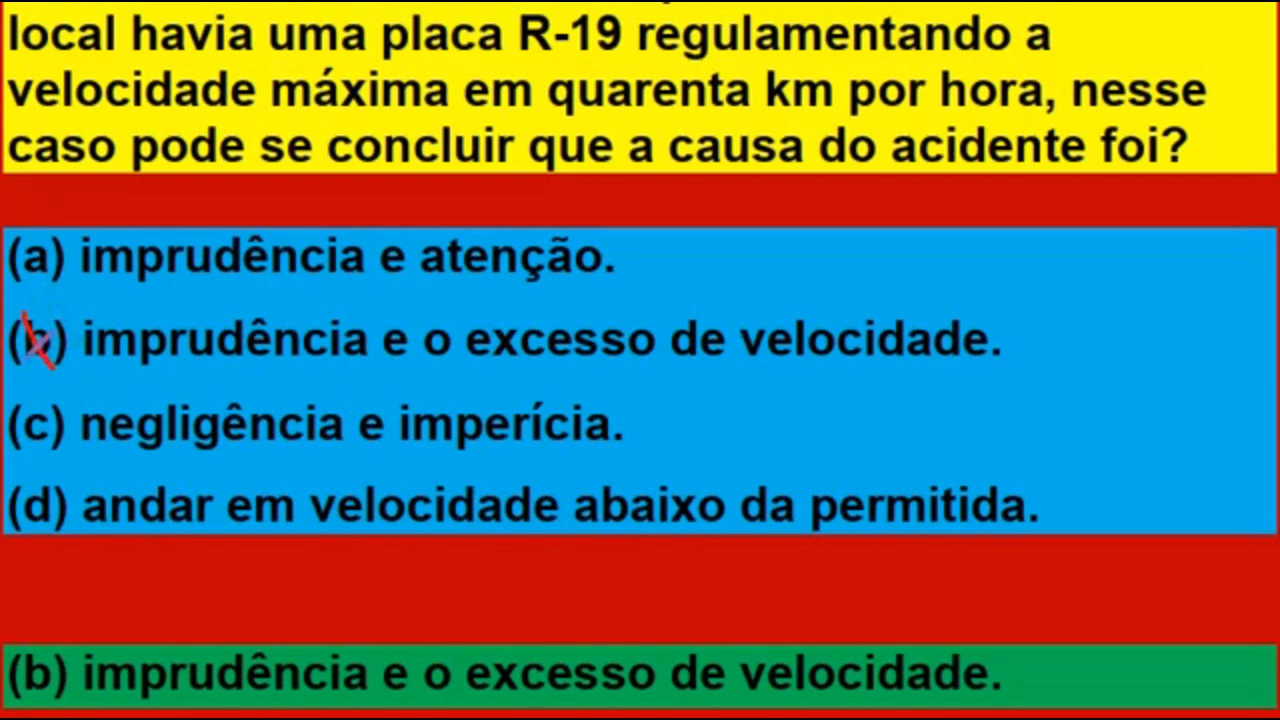 local havia uma placa R-19 regulamentando a
velocidade máxima em quarenta km por hora, nesse
caso pode se concluir que a causa do acidente foi?
(a) imprudência e atenção.
(b) imprudência e o excesso de velocidade.
(c) negligência e imperícia.
(d) andar em velocidade abaixo da permitida.
(b) imprudência e o excesso de velocidade.